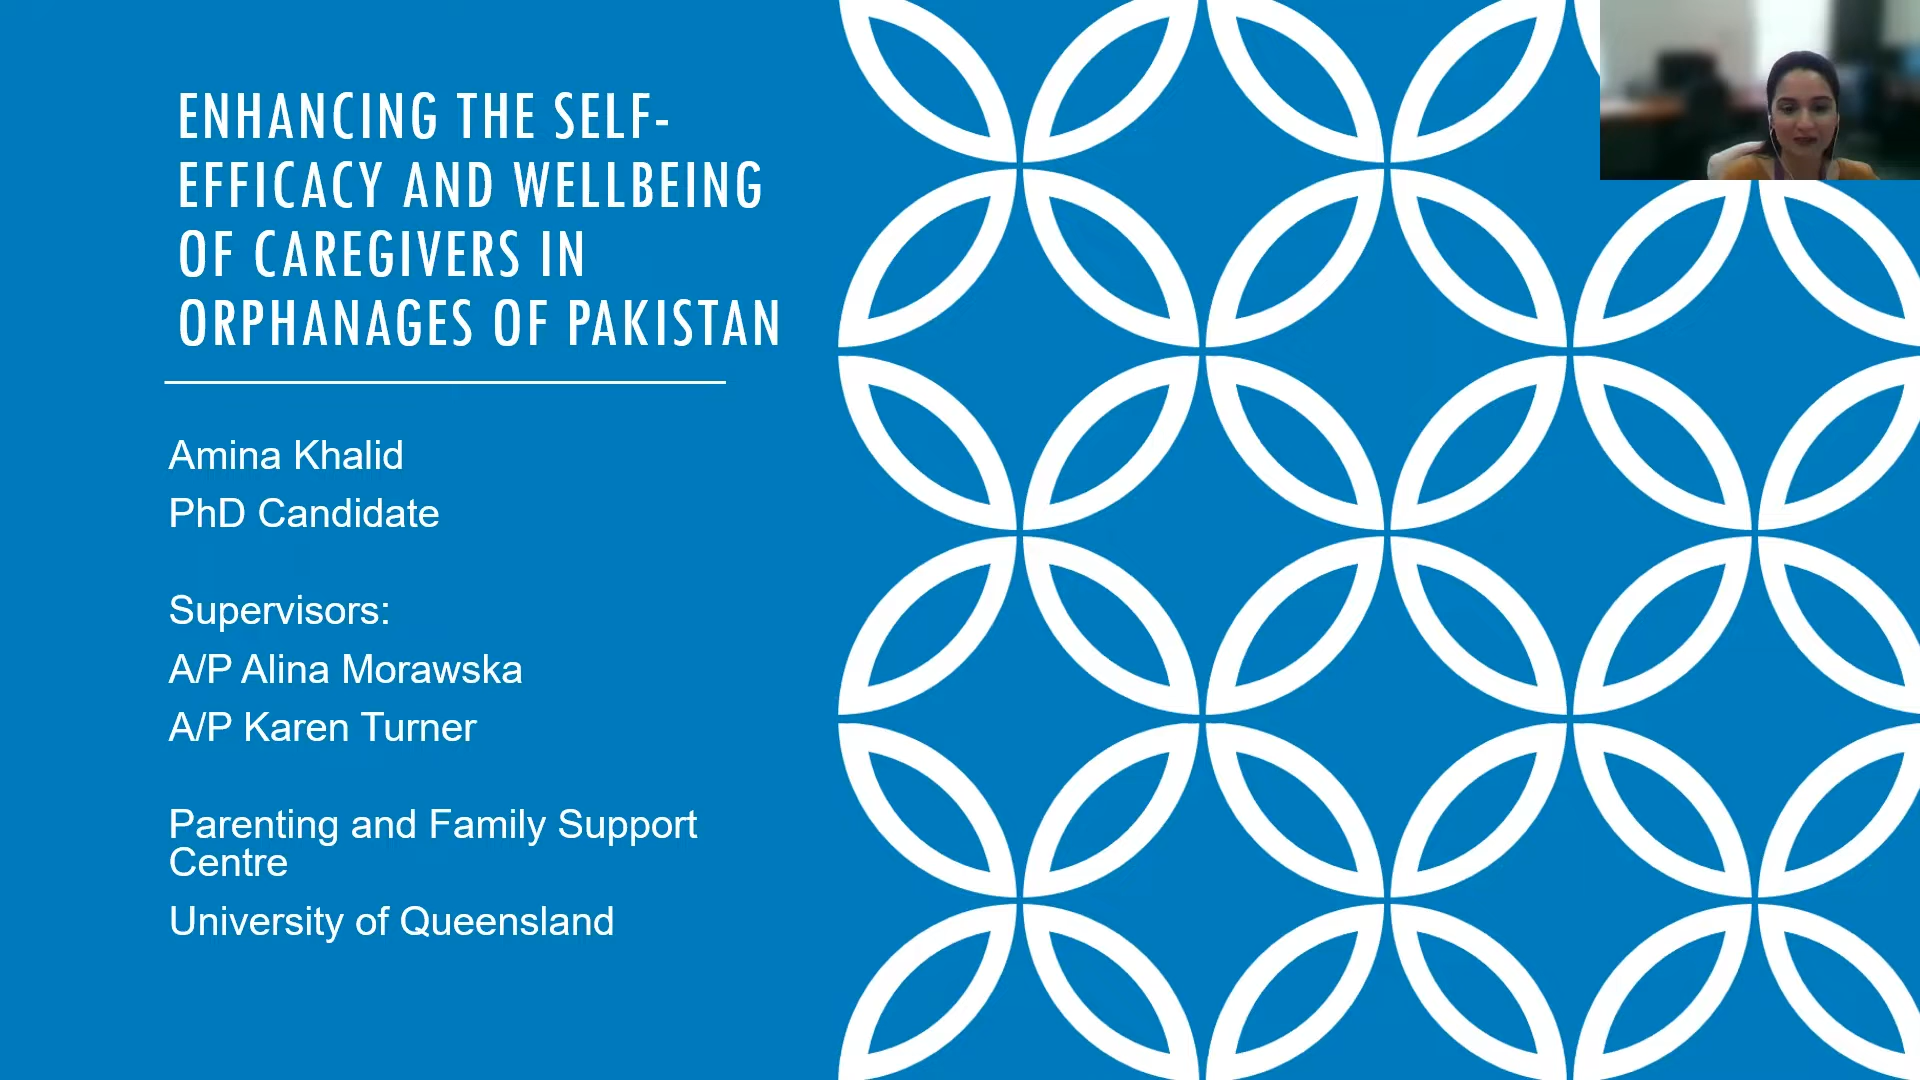 ENHANCING THE SELF-
EFFICACY AND WELLBEING
OF CAREGIVERS IN
ORPHANAGES OF PAKISTAN
Amina Khalid
PhD Candidate
Supervisors:
A/P Alina Morawska
A/P Karen Turner
Parenting and Family Support
Centre
University of Queensland